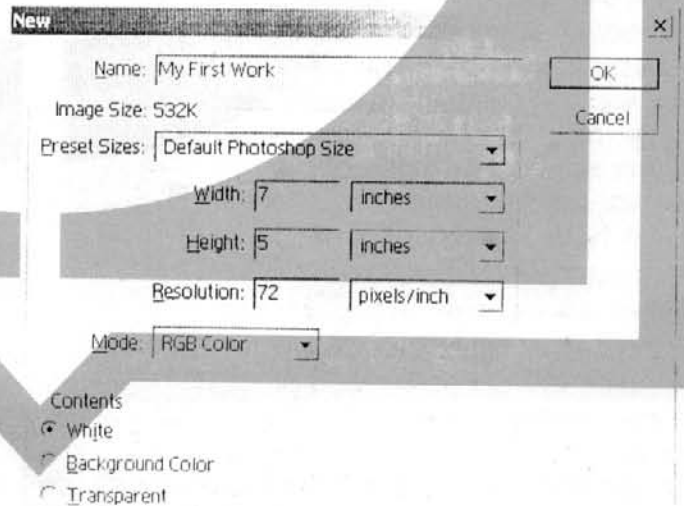 New
Name: My First Work
OK
Image Size: 532K
Cancel
Preset Sizes: Default Photoshop Size
Width: 7 inches
Height: 5 inches
Resolution: 72 pixels/inch
Mode: RGB Color
Contents
White
Background Color
Transparent